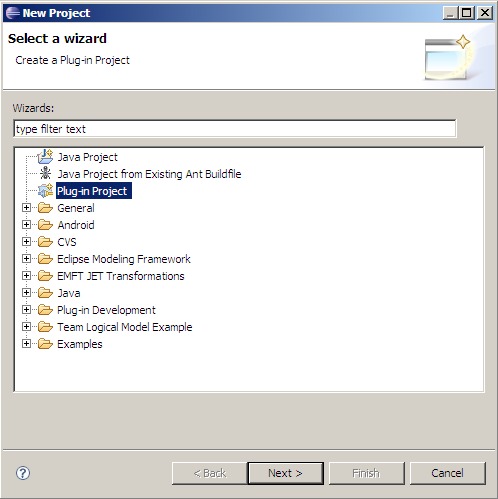 New Project
Select a wizard
Create a Plug-in Project
Wizards:
type filter text
Java Project
Java Project from Existing Ant Buildfile
Plug-in Project
General
Android
CVS
Eclipse Modeling Framework
EMFT JET Transformations
Java
Plug-in Development
Team Logical Model Example
Examples
? < Back Next > Finish Cancel